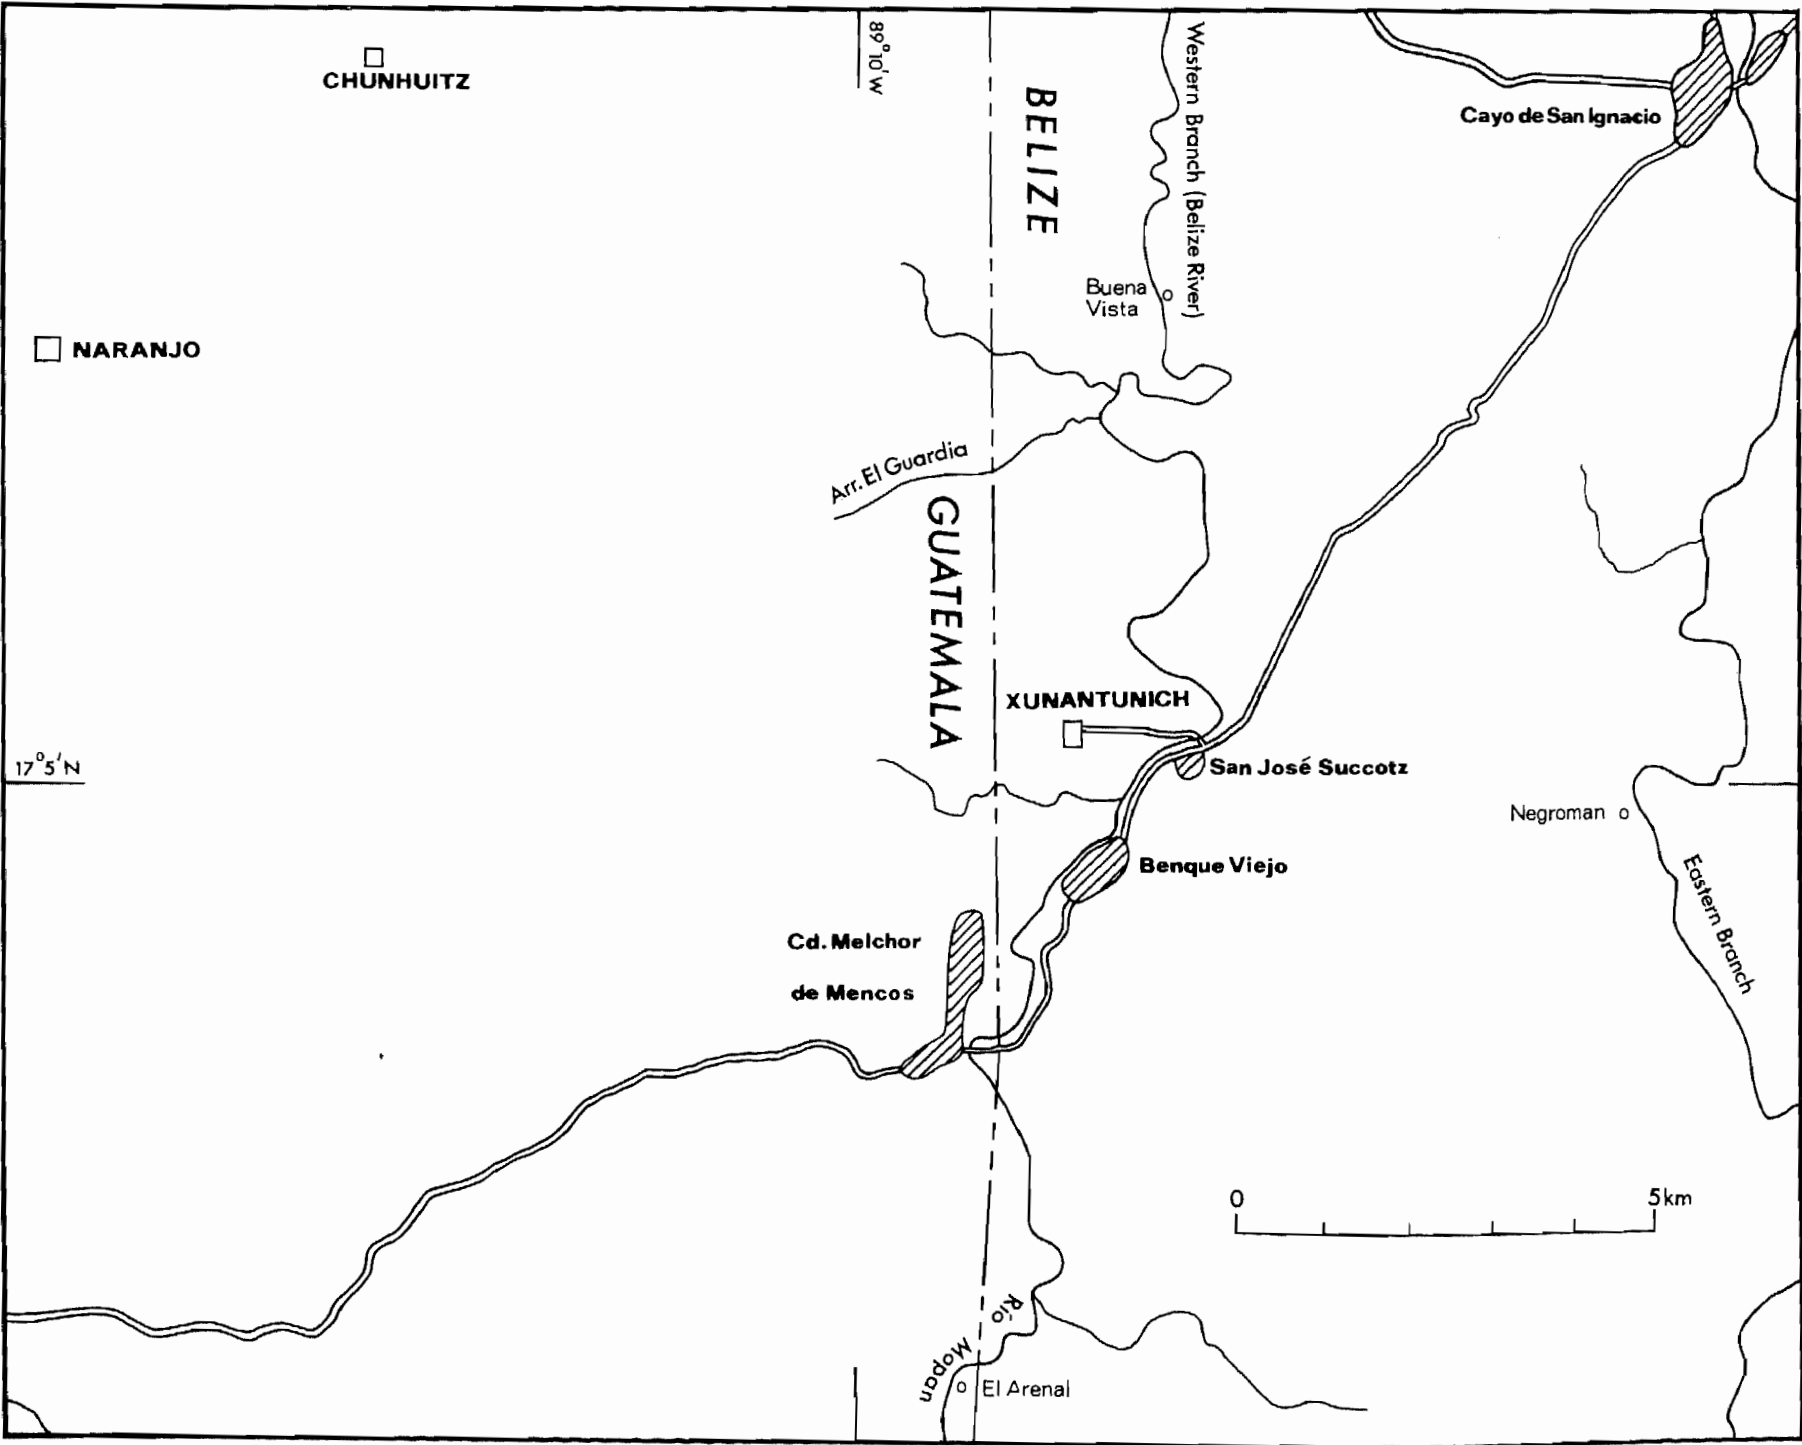 CHUNHUITZ
89°10'W
BELIZE
Western Branch (Belize River)
Cayo de San Ignacio
Buena
Vista
NARANJO
Arr. El Guardia
GUATEMALA
XUNANTUNICH
17°5'N
San José Succotz
Negroman
Benque Viejo
Eastern Branch
Cd. Melchor
de Mencos
0
5km
Río
Mopan
El Arenal